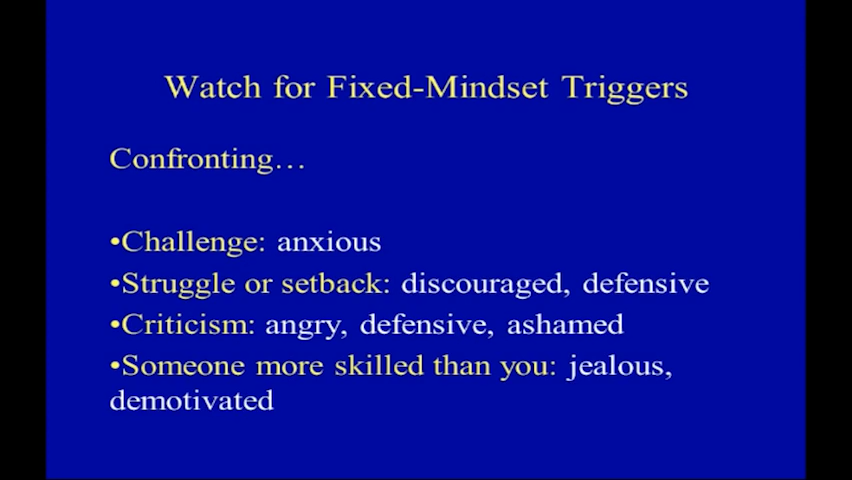 Watch for Fixed-Mindset Triggers
Confronting…
•Challenge: anxious
•Struggle or setback: discouraged, defensive
•Criticism: angry, defensive, ashamed
•Someone more skilled than you: jealous,
demotivated